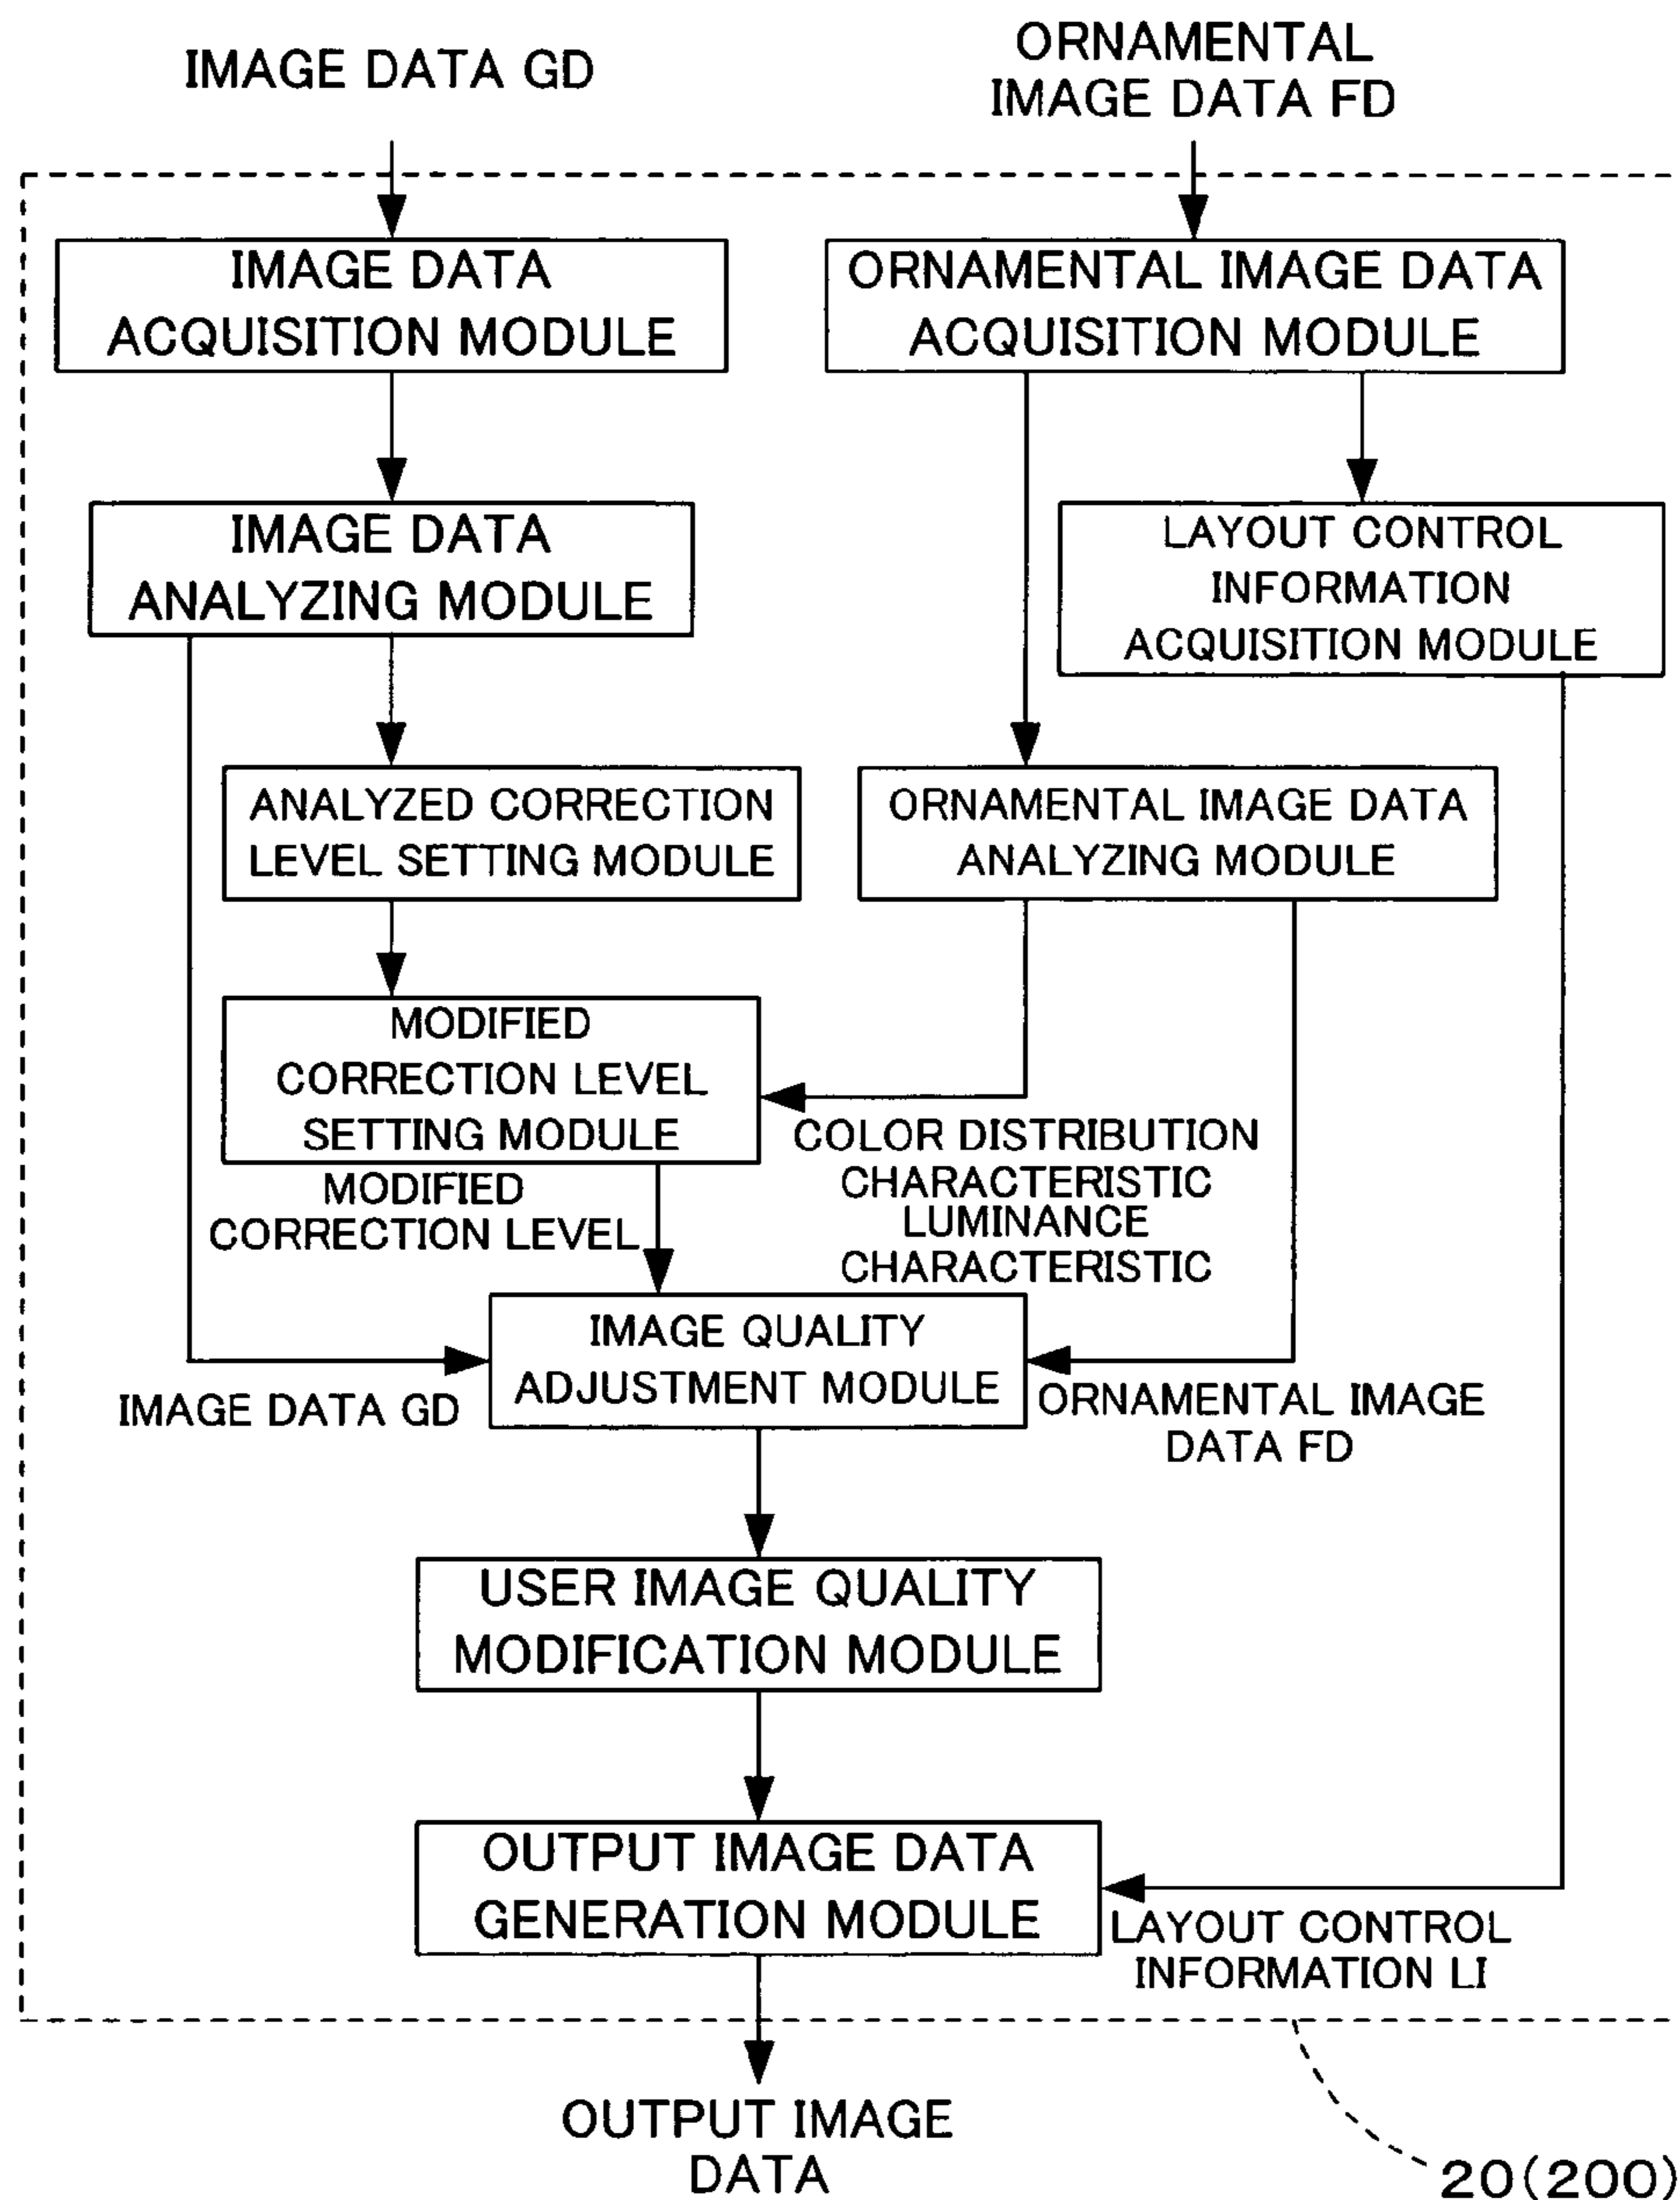 IMAGE DATA GD
ORNAMENTAL
IMAGE DATA FD
IMAGE DATA
ACQUISITION MODULE
ORNAMENTAL IMAGE DATA
ACQUISITION MODULE
IMAGE DATA
ANALYZING MODULE
LAYOUT CONTROL
INFORMATION
ACQUISITION MODULE
ANALYZED CORRECTION
LEVEL SETTING MODULE
ORNAMENTAL IMAGE DATA
ANALYZING MODULE
MODIFIED
CORRECTION LEVEL
SETTING MODULE
COLOR DISTRIBUTION
CHARACTERISTIC
LUMINANCE
CHARACTERISTIC
MODIFIED
CORRECTION LEVEL
IMAGE QUALITY
ADJUSTMENT MODULE
IMAGE DATA GD
ORNAMENTAL IMAGE
DATA FD
USER IMAGE QUALITY
MODIFICATION MODULE
OUTPUT IMAGE DATA
GENERATION MODULE
LAYOUT CONTROL
INFORMATION LI
OUTPUT IMAGE
DATA
20(200)